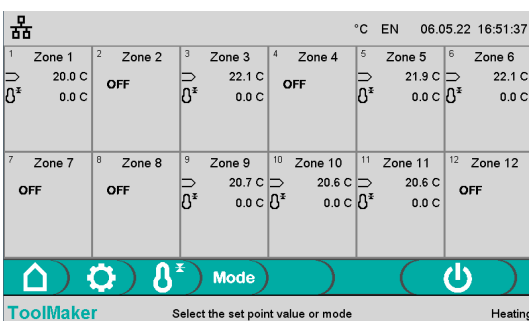 °C EN 06.05.22 16:51:37
1 Zone 1 2 Zone 2 3 Zone 3 4 Zone 4 5 Zone 5 6 Zone 6
20.0 C OFF 22.1 C OFF 21.9 C 22.1 C
0.0 C 0.0 C 0.0 C 0.0 C
7 Zone 7 8 Zone 8 9 Zone 9 10 Zone 10 11 Zone 11 12 Zone 12
OFF OFF 20.7 C 20.6 C 20.6 C OFF
0.0 C 0.0 C 0.0 C
Mode
ToolMaker Select the set point value or mode Heating